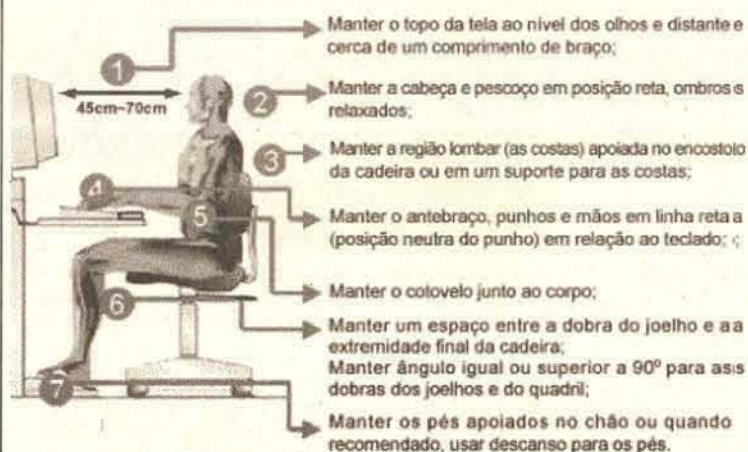 1
45cm~70cm
Manter o topo da tela ao nível dos olhos e distante e
cerca de um comprimento de braço;
2
Manter a cabeça e pescoço em posição reta, ombros s
relaxados;
3
Manter a região lombar (as costas) apoiada no encostolo
da cadeira ou em um suporte para as costas;
4
Manter o antebraço, punhos e mãos em linha reta a
(posição neutra do punho) em relação ao teclado; ;
5
Manter o cotovelo junto ao corpo;
6
Manter um espaço entre a dobra do joelho e a a
extremidade final da cadeira;
Manter ângulo igual ou superior a 90º para as s
dobras dos joelhos e do quadril;
7
Manter os pés apoiados no chão ou quando
recomendado, usar descanso para os pés.